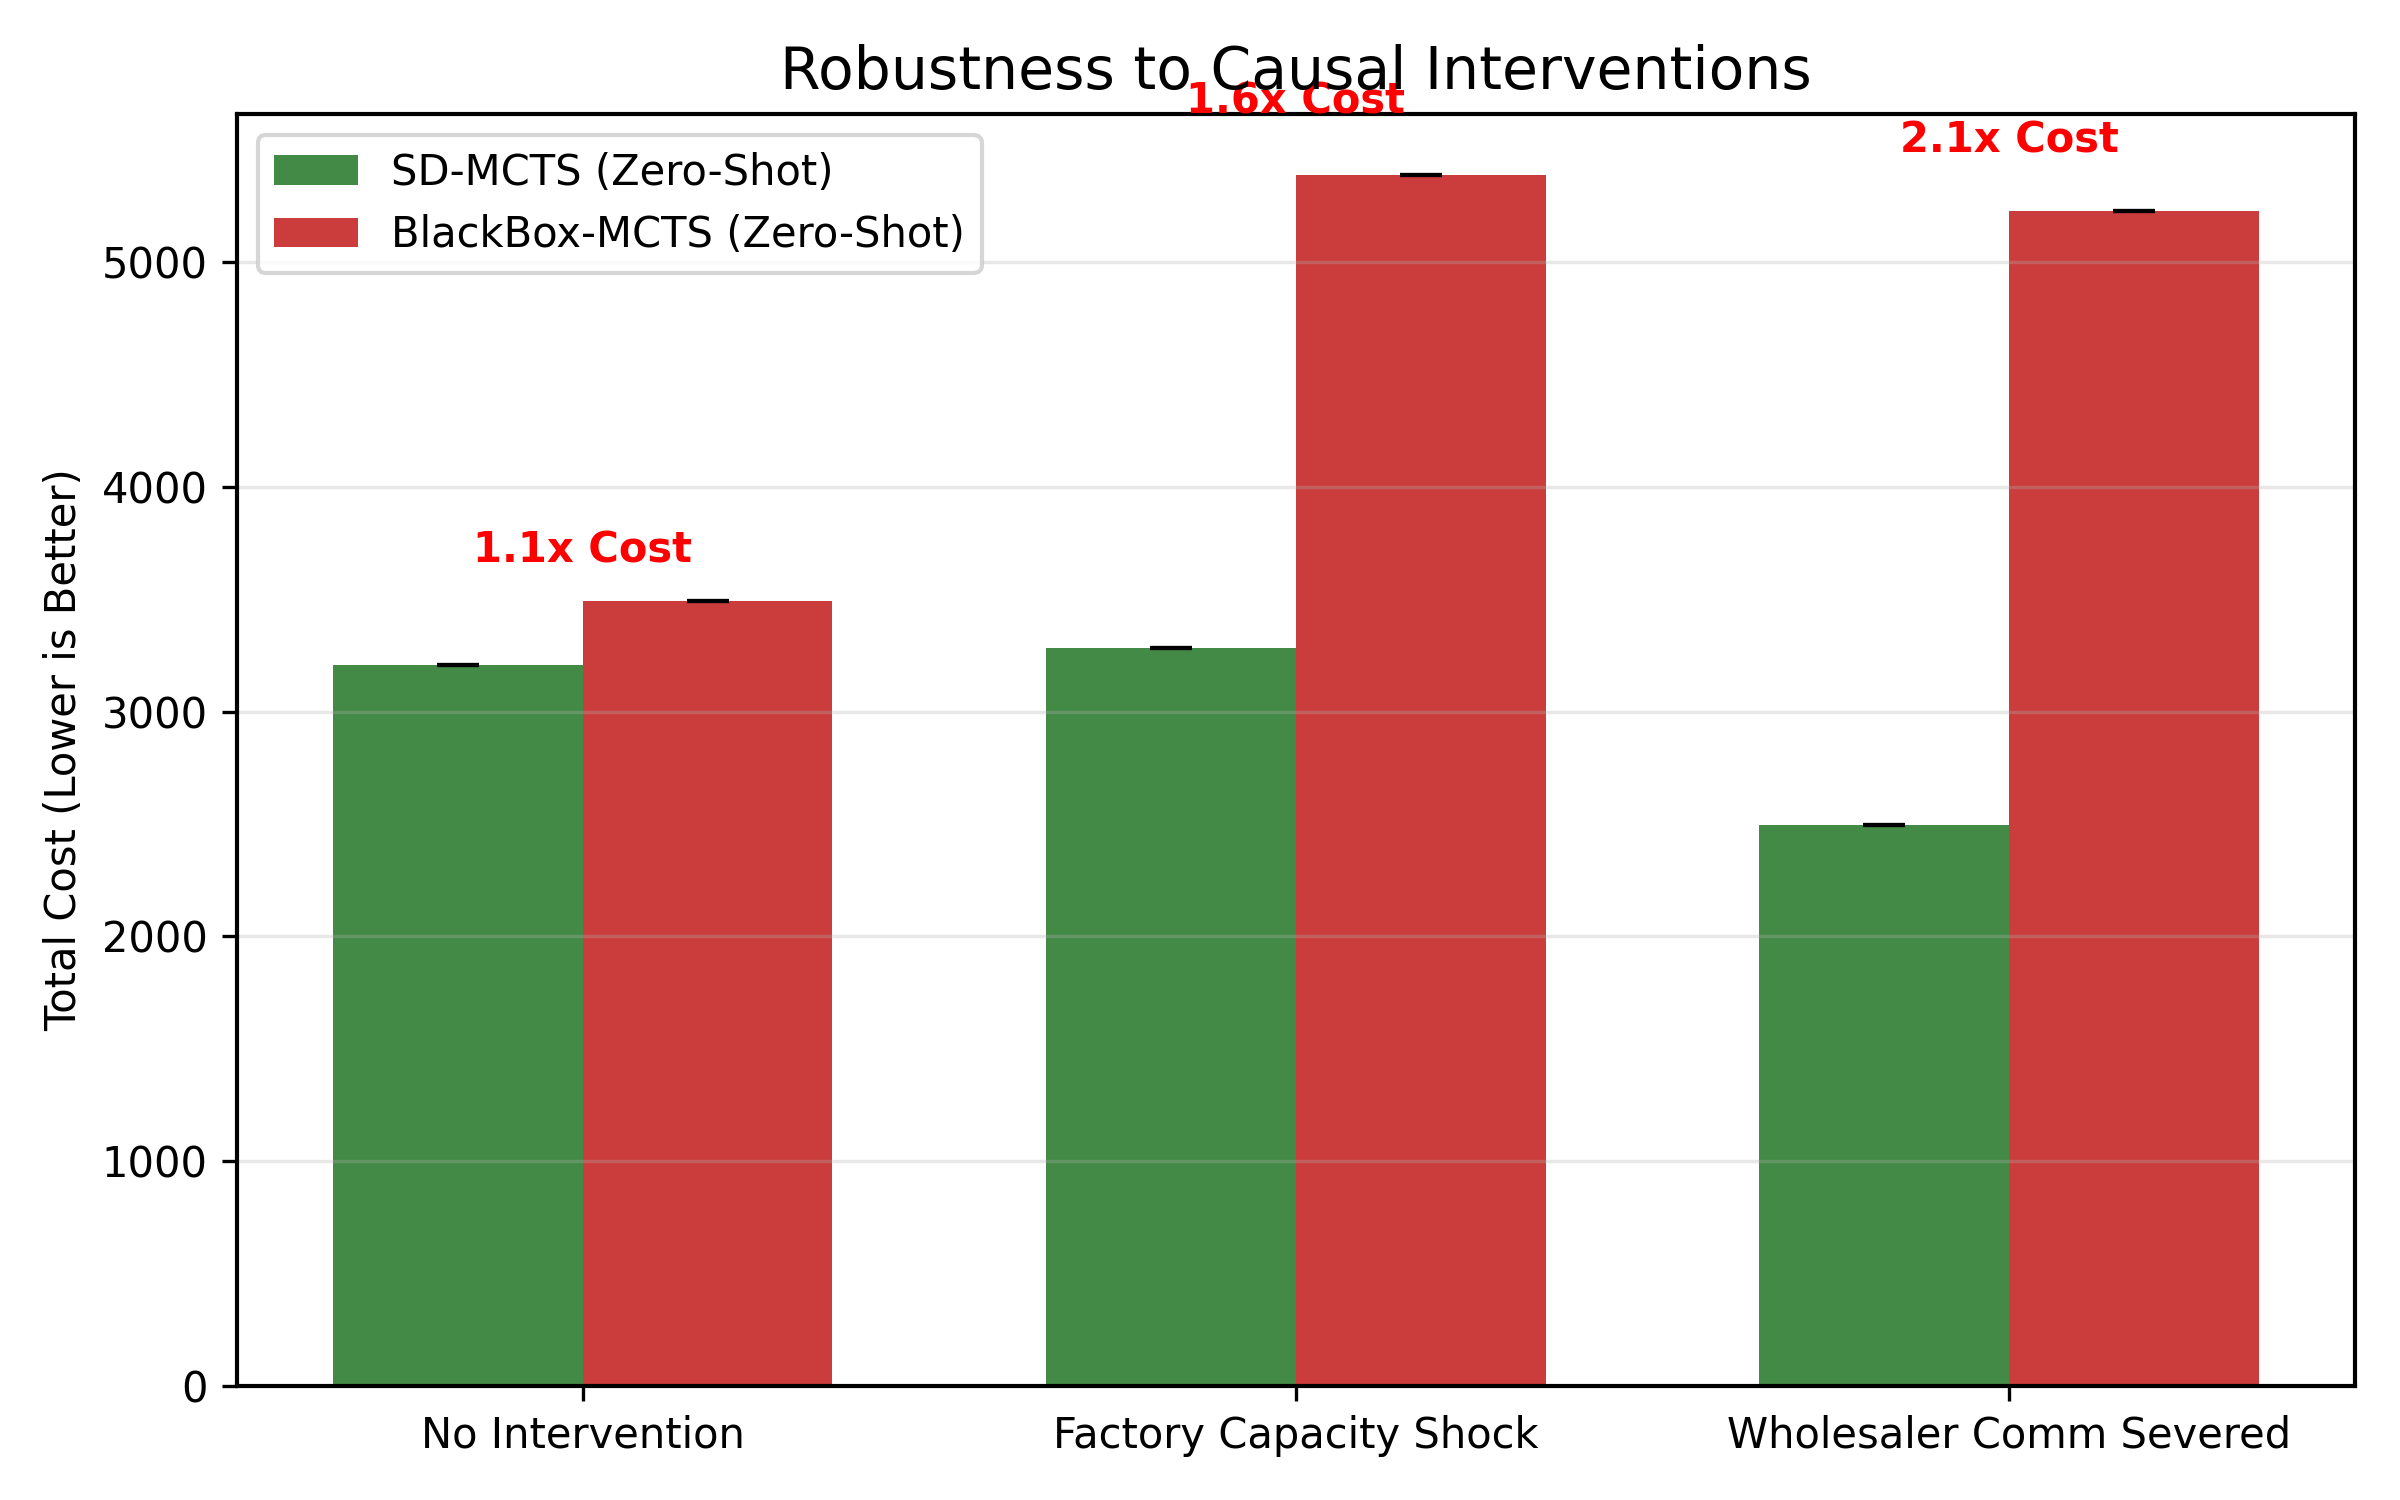 Robustness to Causal Interventions
1.6x Cost
2.1x Cost
SD-MCTS (Zero-Shot)
BlackBox-MCTS (Zero-Shot)
1.1x Cost
Total Cost (Lower is Better)
5000
4000
3000
2000
1000
0
No Intervention
Factory Capacity Shock
Wholesaler Comm Severed